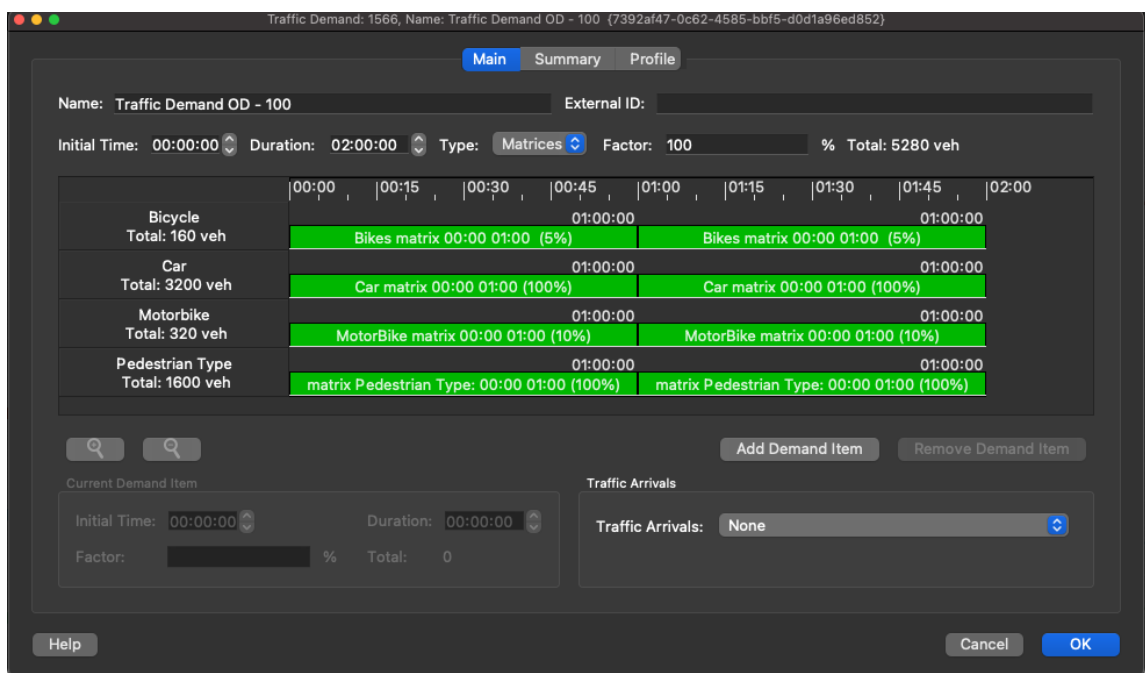 Traffic Demand: 1566, Name: Traffic Demand OD - 100 {7392af47-0c62-4585-bbf5-d0d1a96ed852}
Main Summary Profile
Name: Traffic Demand OD - 100 External ID:
Initial Time: 00:00:00 Duration: 02:00:00 Type: Matrices Factor: 100 % Total: 5280 veh
|00:00 |00:15 |00:30 |00:45 |01:00 |01:15 |01:30 |01:45 |02:00
Bicycle 01:00:00 01:00:00
Total: 160 veh Bikes matrix 00:00 01:00 (5%) Bikes matrix 00:00 01:00 (5%)
Car 01:00:00 01:00:00
Total: 3200 veh Car matrix 00:00 01:00 (100%) Car matrix 00:00 01:00 (100%)
Motorbike 01:00:00 01:00:00
Total: 320 veh MotorBike matrix 00:00 01:00 (10%) MotorBike matrix 00:00 01:00 (10%)
Pedestrian Type 01:00:00 01:00:00
Total: 1600 veh matrix Pedestrian Type: 00:00 01:00 (100%) matrix Pedestrian Type: 00:00 01:00 (100%)
Add Demand Item Remove Demand Item
Current Demand Item Traffic Arrivals
Initial Time: 00:00:00 Duration: 00:00:00 Traffic Arrivals: None
Factor: % Total: 0
Help Cancel OK